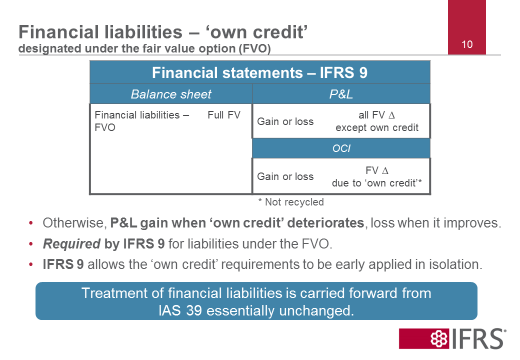 Financial liabilities – ‘own credit’
designated under the fair value option (FVO)
10
Financial statements – IFRS 9
Balance sheet P&L
Financial liabilities – FVO Full FV
Gain or loss all FV Δ except own credit
OCI
Gain or loss FV Δ due to ‘own credit’*
* Not recycled
• Otherwise, P&L gain when ‘own credit’ deteriorates, loss when it improves.
• Required by IFRS 9 for liabilities under the FVO.
• IFRS 9 allows the ‘own credit’ requirements to be early applied in isolation.
Treatment of financial liabilities is carried forward from
IAS 39 essentially unchanged.
IFRS